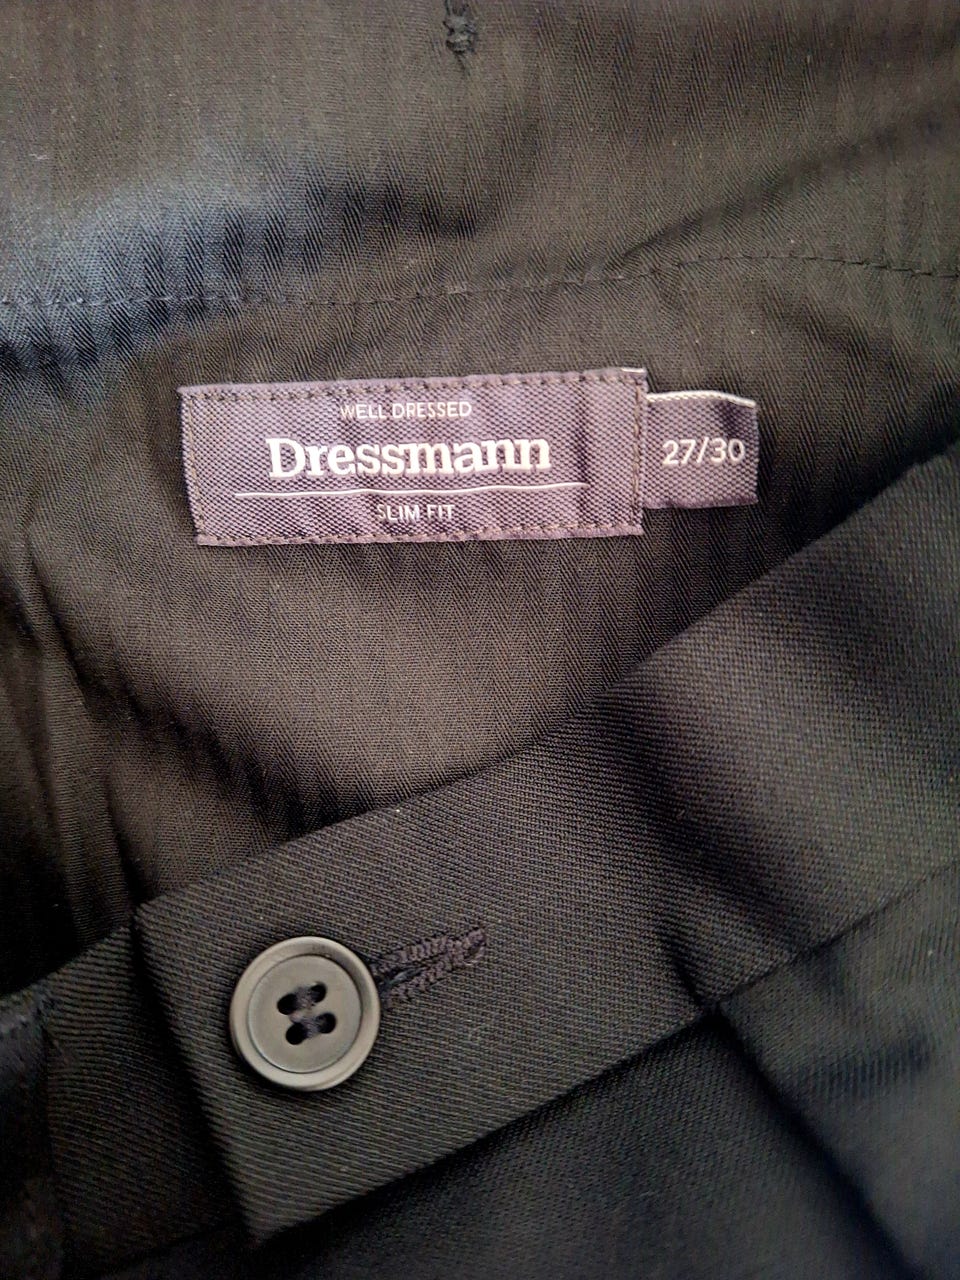 WELL DRESSED
Dressmann
SLIM FIT
27/30